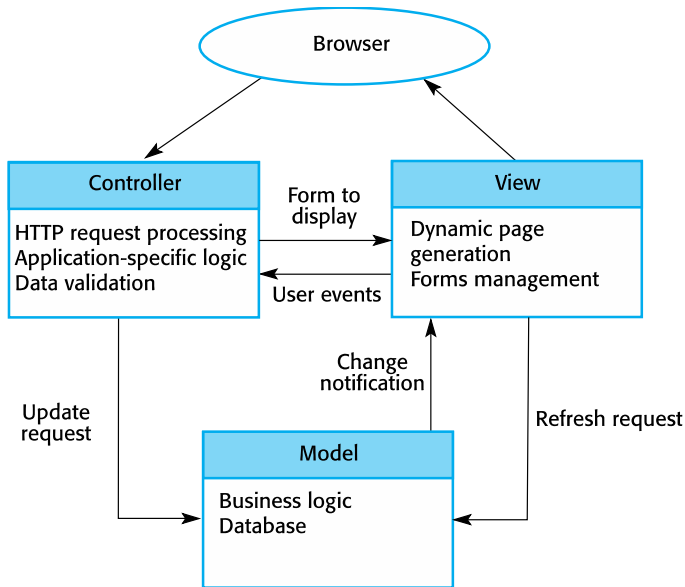 Browser
Controller
HTTP request processing
Application-specific logic
Data validation
Form to
display
User events
View
Dynamic page
generation
Forms management
Update
request
Change
notification
Refresh request
Model
Business logic
Database